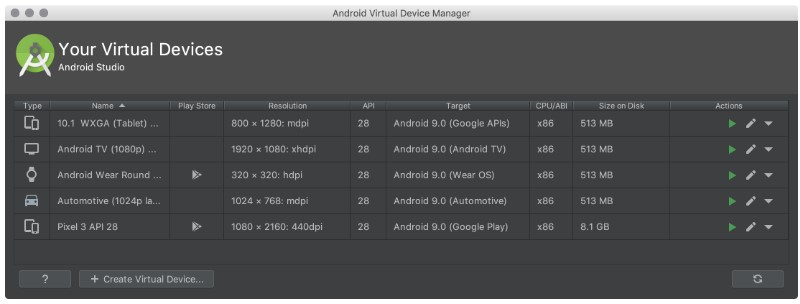 Android Virtual Device Manager
Your Virtual Devices
Android Studio
Type Name Play Store Resolution API Target CPU/ABI Size on Disk Actions
10.1 WXGA (Tablet) ... 800 × 1280: mdpi 28 Android 9.0 (Google APIs) x86 513 MB
Android TV (1080p) ... 1920 × 1080: xhdpi 28 Android 9.0 (Android TV) x86 513 MB
Android Wear Round ... 320 × 320: hdpi 28 Android 9.0 (Wear OS) x86 513 MB
Automotive (1024p la... 1024 × 768: mdpi 28 Android 9.0 (Automotive) x86 513 MB
Pixel 3 API 28 1080 × 2160: 440dpi 28 Android 9.0 (Google Play) x86 8.1 GB
? + Create Virtual Device...